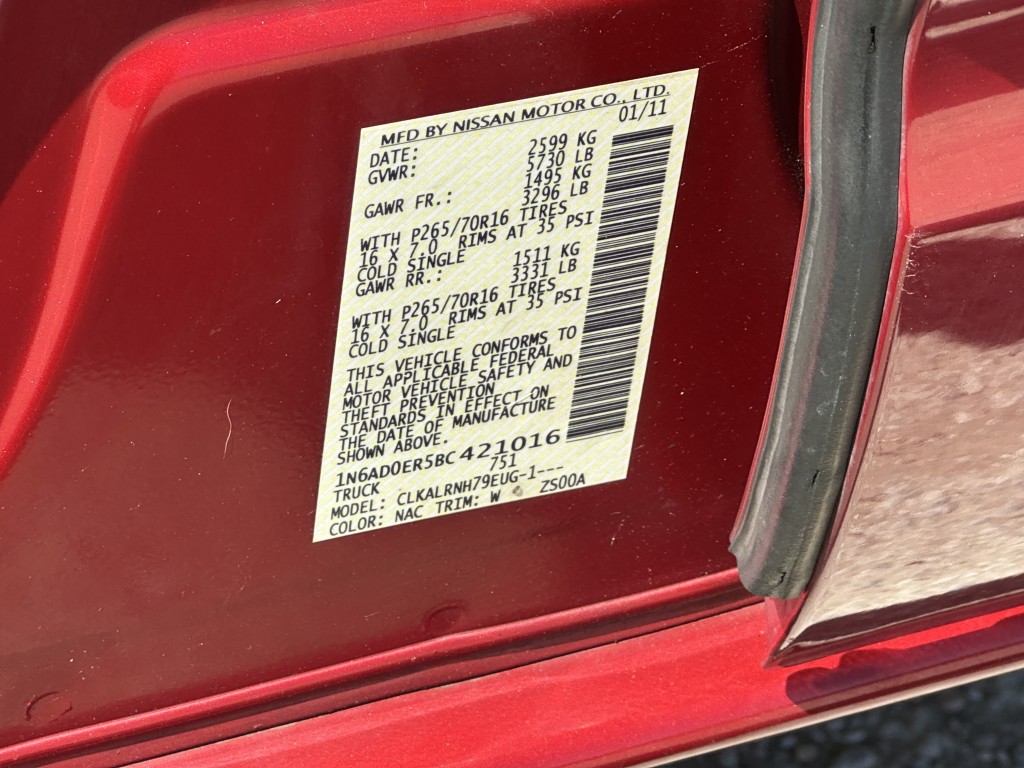 MFD BY NISSAN MOTOR CO., LTD.
DATE: 01/11
GVWR: 2599 KG
5730 LB
GAWR FR.: 1495 KG
3296 LB
WITH P265/70R16 TIRES
16 X 7.0 RIMS AT 35 PSI
COLD SINGLE
GAWR RR.: 1511 KG
3331 LB
WITH P265/70R16 TIRES
16 X 7.0 RIMS AT 35 PSI
COLD SINGLE
THIS VEHICLE CONFORMS TO
ALL APPLICABLE FEDERAL
MOTOR VEHICLE SAFETY AND
THEFT PREVENTION
STANDARDS IN EFFECT ON
THE DATE OF MANUFACTURE
SHOWN ABOVE.
1N6AD0ER5BC421016
TRUCK 751
MODEL: CLKALRNH79EUG-1---
COLOR: NAC TRIM: W ZS00A